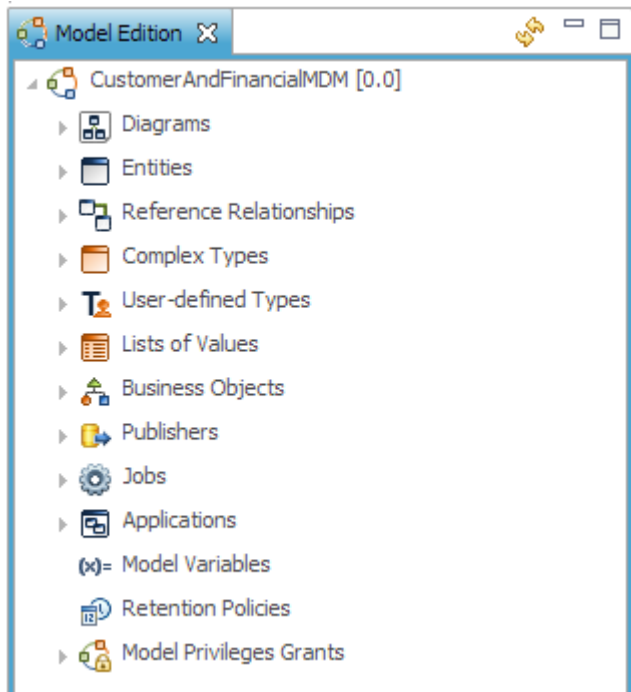 Model Edition
CustomerAndFinancialMDM [0.0]
Diagrams
Entities
Reference Relationships
Complex Types
User-defined Types
Lists of Values
Business Objects
Publishers
Jobs
Applications
(x)= Model Variables
Retention Policies
Model Privileges Grants